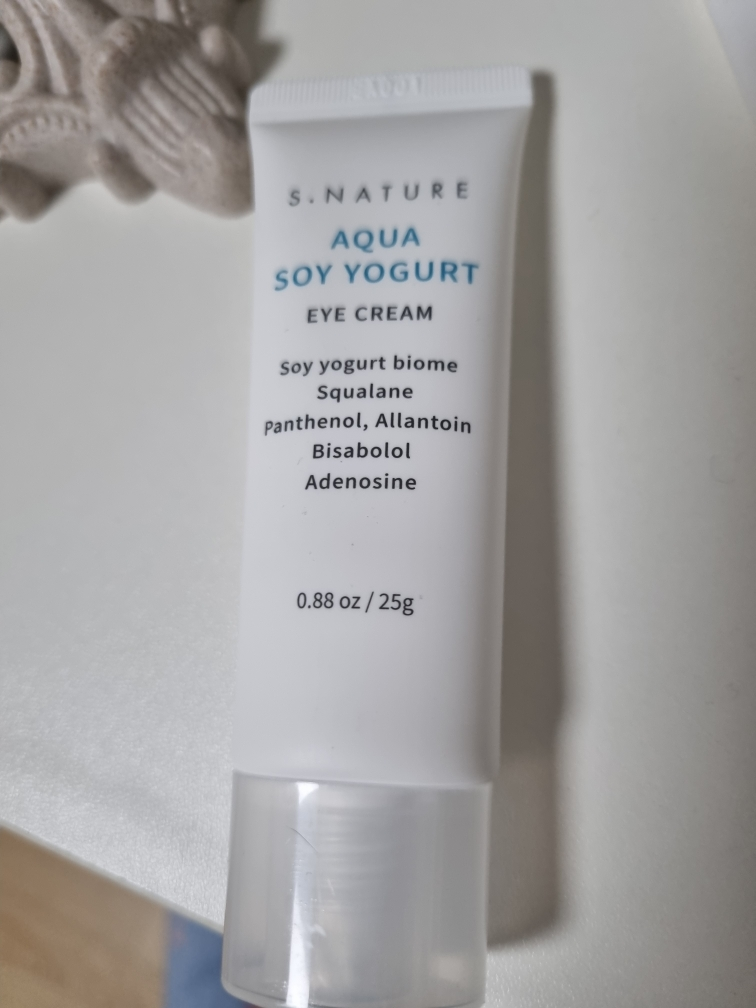 S.NATURE
AQUA
SOY YOGURT
EYE CREAM
Soy yogurt biome
Squalane
Panthenol, Allantoin
Bisabolol
Adenosine
0.88 oz / 25g